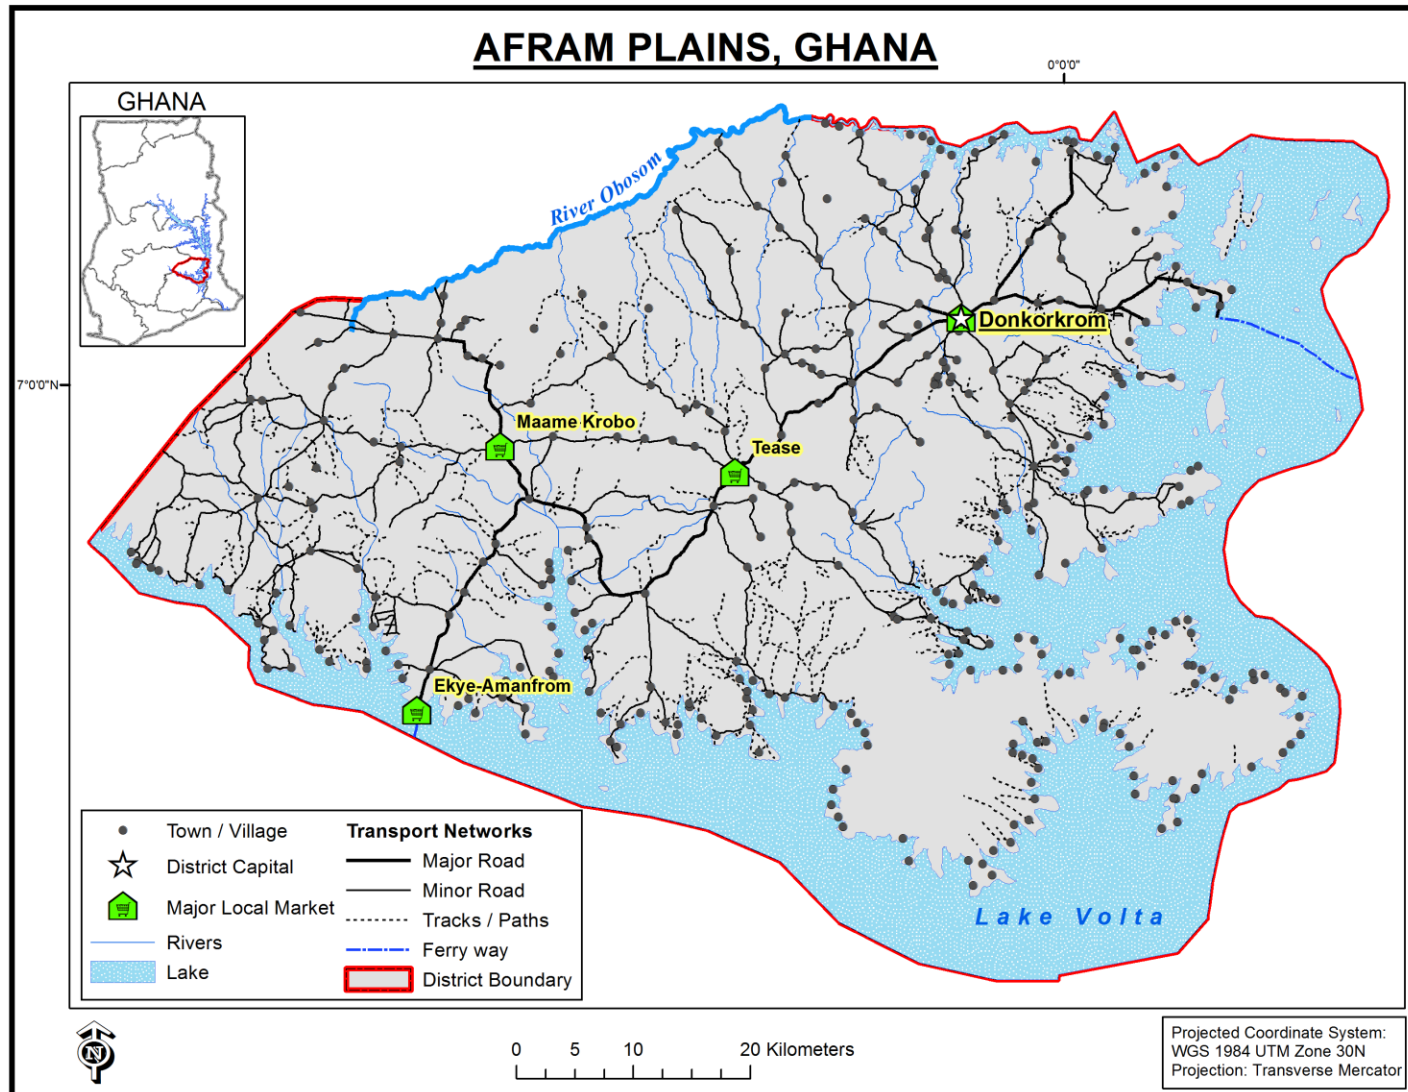 AFRAM PLAINS, GHANA
0°0'0"
GHANA
River Obosom
7°0'0"N
Donkorkrom
Maame Krobo
Tease
Ekye-Amanfrom
Lake Volta
Town / Village
District Capital
Major Local Market
Rivers
Lake
Transport Networks
Major Road
Minor Road
Tracks / Paths
Ferry way
District Boundary
N
0 5 10 20 Kilometers
Projected Coordinate System:
WGS 1984 UTM Zone 30N
Projection: Transverse Mercator